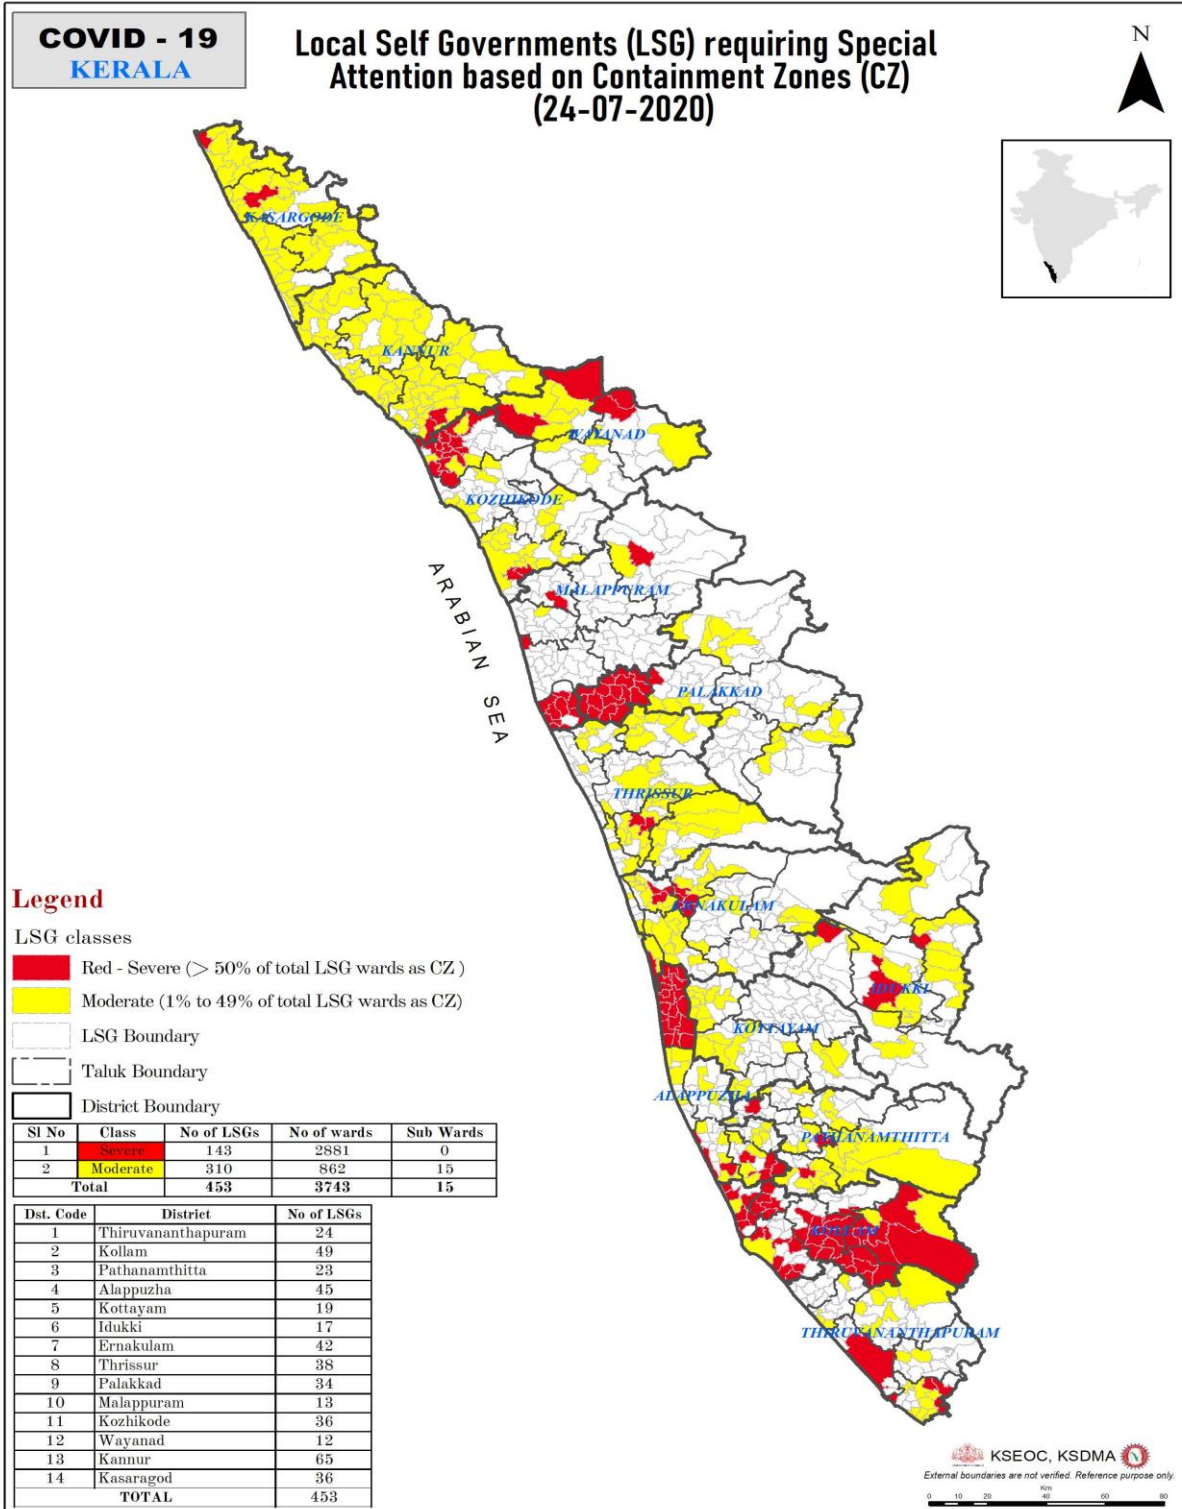 COVID - 19
KERALA
Local Self Governments (LSG) requiring Special
Attention based on Containment Zones (CZ)
(24-07-2020)
N
KASARGODE
KANNUR
WAYANAD
KOZHIKODE
ARABIAN SEA
MALAPPURAM
PALAKKAD
THRISSUR
ERNAKULAM
IDUKKI
KOTTAYAM
ALAPPUZHA
PATHANAMTHITTA
KOLLAM
THIRUVANANTHAPURAM
Legend
LSG classes
Red - Severe (> 50% of total LSG wards as CZ )
Moderate (1% to 49% of total LSG wards as CZ)
LSG Boundary
Taluk Boundary
District Boundary
Sl No Class No of LSGs No of wards Sub Wards
1 Severe 143 2881 0
2 Moderate 310 862 15
Total 453 3743 15
Dst. Code District No of LSGs
1 Thiruvananthapuram 24
2 Kollam 49
3 Pathanamthitta 23
4 Alappuzha 45
5 Kottayam 19
6 Idukki 17
7 Ernakulam 42
8 Thrissur 38
9 Palakkad 34
10 Malappuram 13
11 Kozhikode 36
12 Wayanad 12
13 Kannur 65
14 Kasaragod 36
TOTAL 453
KSEOC, KSDMA
External boundaries are not verified. Reference purpose only.
Km
0 10 20 40 60 80